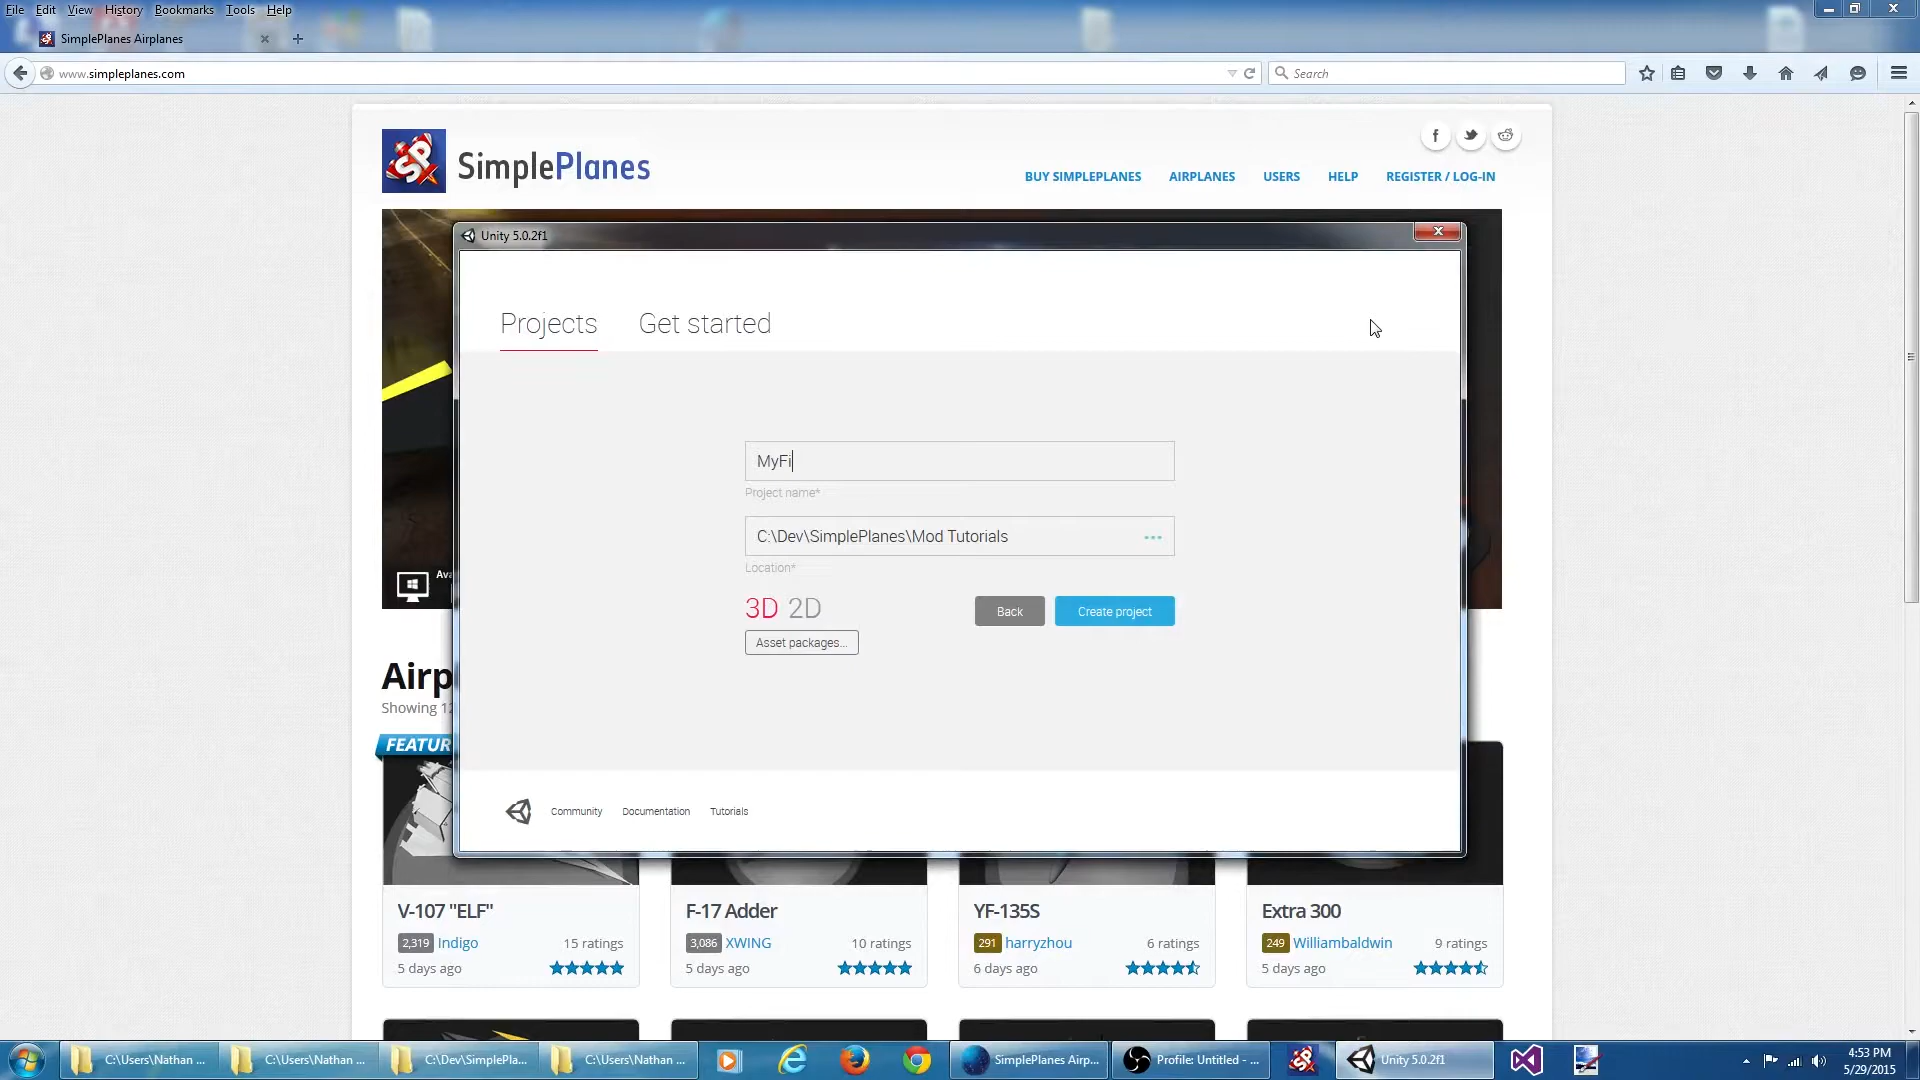 File Edit View History Bookmarks Tools Help
SimplePlanes Airplanes
www.simpleplanes.com
Search
SimplePlanes
BUY SIMPLEPLANES AIRPLANES USERS HELP REGISTER / LOG-IN
Unity 5.0.2f1
Projects Get started
MyFi
Project name*
C:\Dev\SimplePlanes\Mod Tutorials
Location*
3D 2D
Back Create project
Asset packages...
Ava
Airp
Showing 12
FEATUR
Community Documentation Tutorials
V-107 "ELF"
2,319 Indigo 15 ratings
5 days ago
F-17 Adder
3,086 XWING 10 ratings
5 days ago
YF-135S
291 harryzhou 6 ratings
6 days ago
Extra 300
249 Williambaldwin 9 ratings
5 days ago
C:\Users\Nathan ... C:\Users\Nathan ... C:\Dev\SimplePla... C:\Users\Nathan ... SimplePlanes Airp... Profile: Untitled - ... Unity 5.0.2f1
4:53 PM
5/29/2015